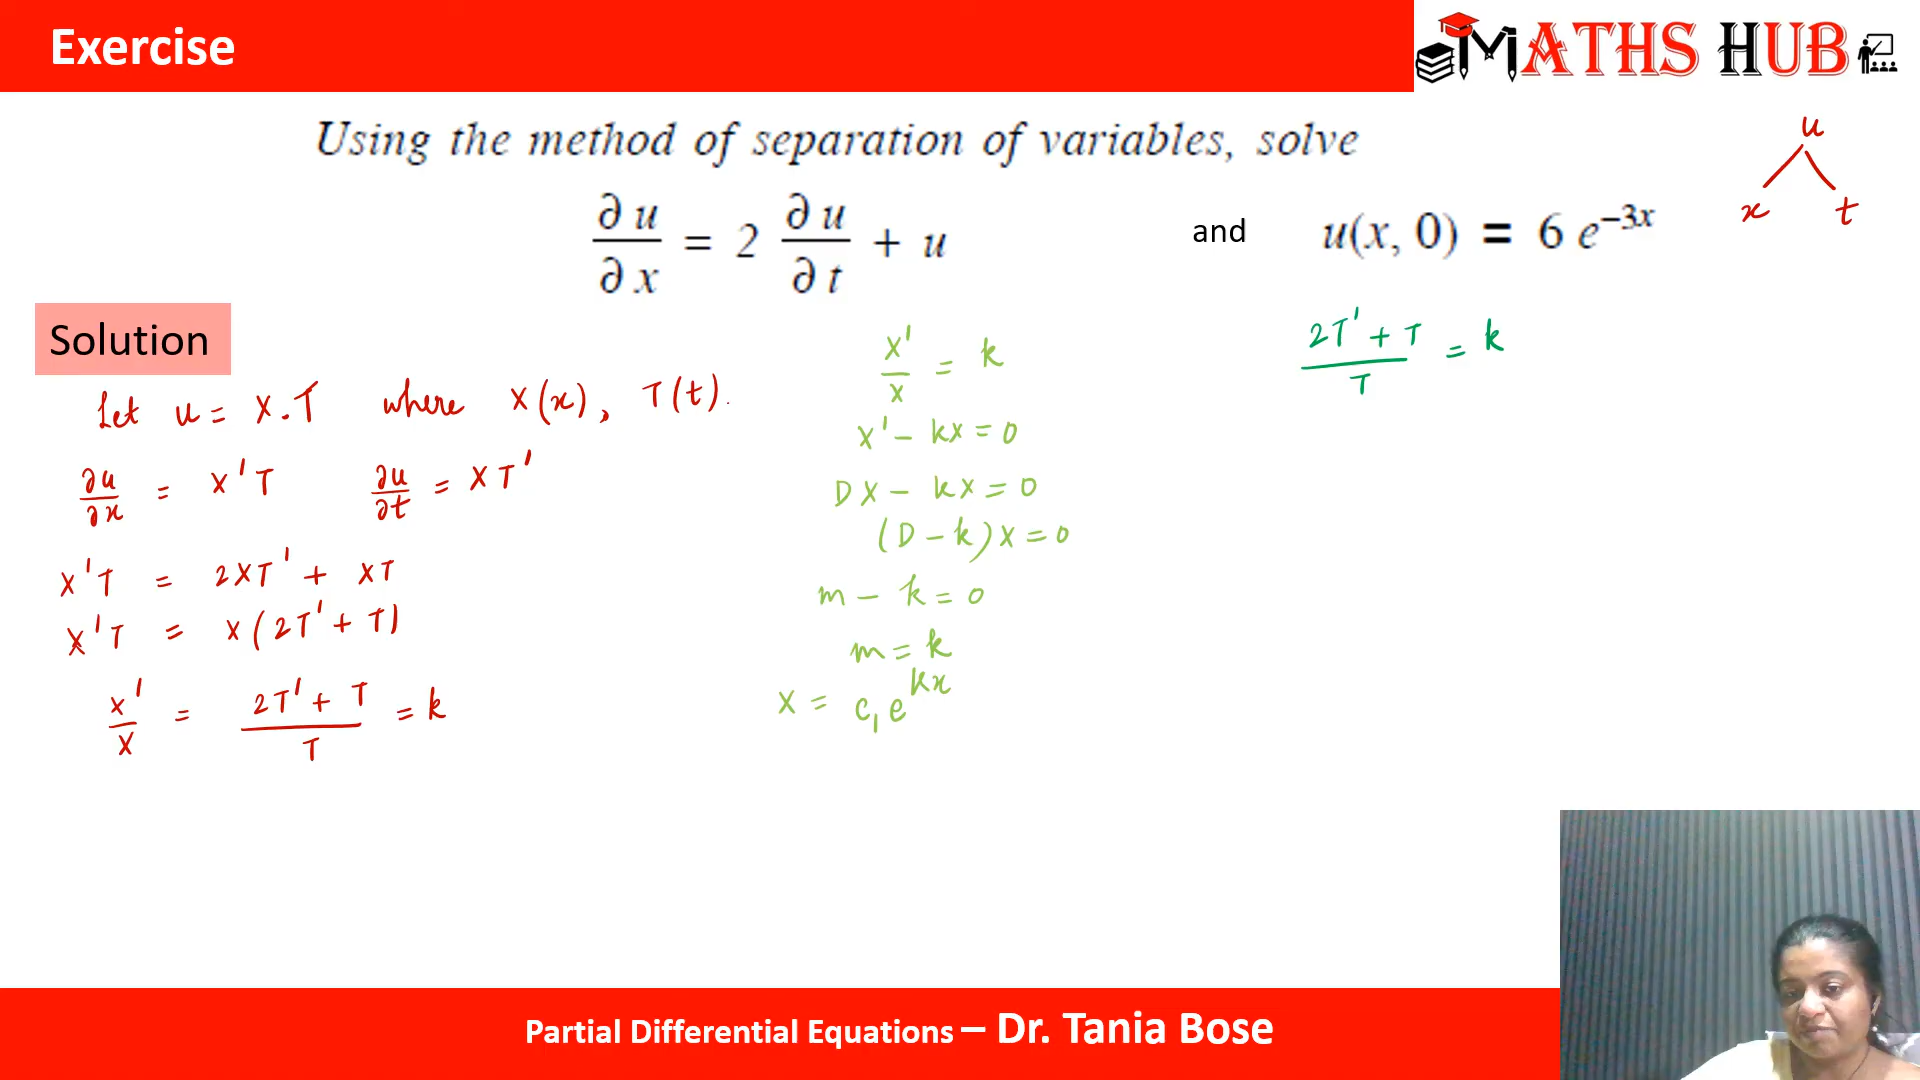 Exercise
MATHS HUB
Using the method of separation of variables, solve
∂u/∂x = 2 ∂u/∂t + u and u(x, 0) = 6 e^{-3x}
u
x t
Solution
Let u = X . T where X(x), T(t).
∂u/∂x = X'T ∂u/∂t = XT'
X'T = 2XT' + XT
X'T = X(2T' + T)
X'/X = (2T' + T)/T = k
X'/X = k
X' - kX = 0
DX - kX = 0
(D - k)X = 0
m - k = 0
m = k
X = c₁e^{kx}
(2T' + T)/T = k
Partial Differential Equations – Dr. Tania Bose